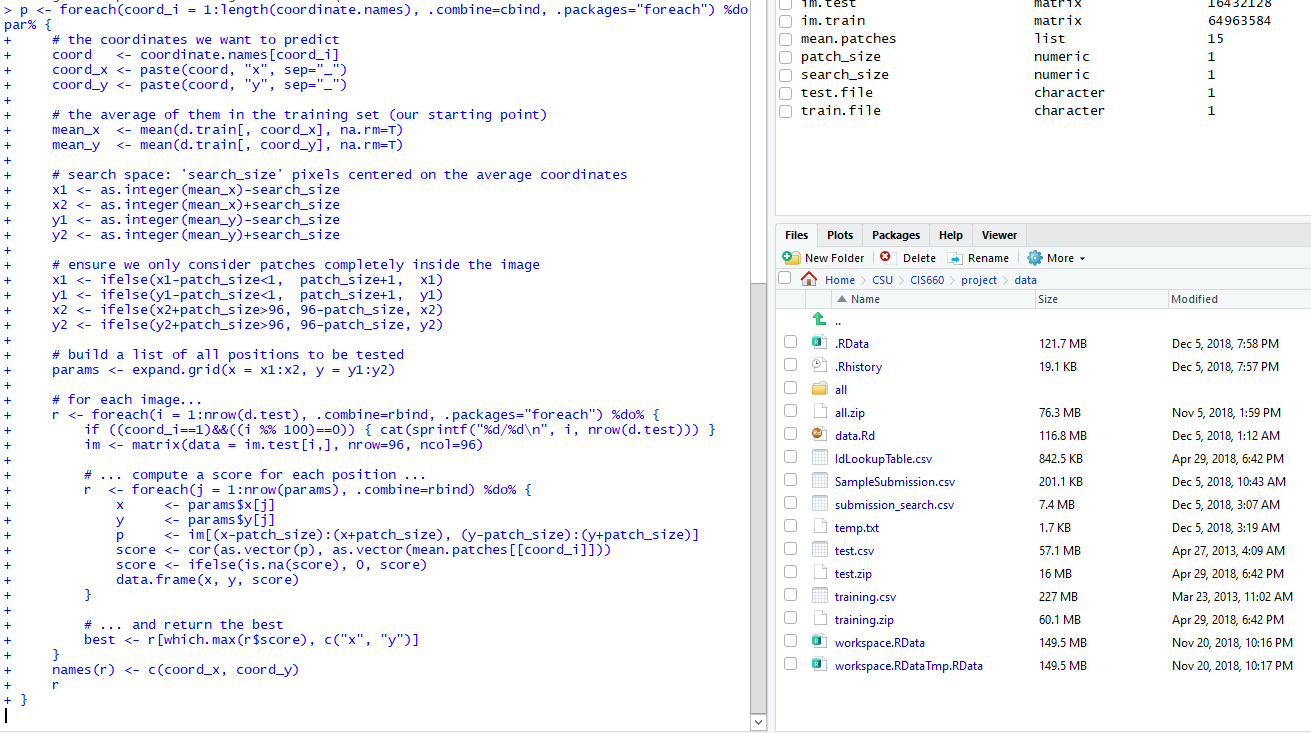 > p <- foreach(coord_i = 1:length(coordinate.names), .combine=cbind, .packages="foreach") %do
par% {
+     # the coordinates we want to predict
+     coord   <- coordinate.names[coord_i]
+     coord_x <- paste(coord, "x", sep="_")
+     coord_y <- paste(coord, "y", sep="_")
+
+     # the average of them in the training set (our starting point)
+     mean_x  <- mean(d.train[, coord_x], na.rm=T)
+     mean_y  <- mean(d.train[, coord_y], na.rm=T)
+
+     # search space: 'search_size' pixels centered on the average coordinates
+     x1 <- as.integer(mean_x)-search_size
+     x2 <- as.integer(mean_x)+search_size
+     y1 <- as.integer(mean_y)-search_size
+     y2 <- as.integer(mean_y)+search_size
+
+     # ensure we only consider patches completely inside the image
+     x1 <- ifelse(x1-patch_size<1,  patch_size+1,  x1)
+     y1 <- ifelse(y1-patch_size<1,  patch_size+1,  y1)
+     x2 <- ifelse(x2+patch_size>96, 96-patch_size, x2)
+     y2 <- ifelse(y2+patch_size>96, 96-patch_size, y2)
+
+     # build a list of all positions to be tested
+     params <- expand.grid(x = x1:x2, y = y1:y2)
+
+     # for each image...
+     r <- foreach(i = 1:nrow(d.test), .combine=rbind, .packages="foreach") %do% {
+         if ((coord_i==1)&&((i %% 100)==0)) { cat(sprintf("%d/%d\n", i, nrow(d.test))) }
+         im <- matrix(data = im.test[i,], nrow=96, ncol=96)
+
+         # ... compute a score for each position ...
+         r  <- foreach(j = 1:nrow(params), .combine=rbind) %do% {
+             x     <- params$x[j]
+             y     <- params$y[j]
+             p     <- im[(x-patch_size):(x+patch_size), (y-patch_size):(y+patch_size)]
+             score <- cor(as.vector(p), as.vector(mean.patches[[coord_i]]))
+             score <- ifelse(is.na(score), 0, score)
+             data.frame(x, y, score)
+         }
+
+         # ... and return the best
+         best <- r[which.max(r$score), c("x", "y")]
+     }
+     names(r) <- c(coord_x, coord_y)
+     r
+ }
im.test matrix 16432128
im.train matrix 64963584
mean.patches list 15
patch_size numeric 1
search_size numeric 1
test.file character 1
train.file character 1
Files Plots Packages Help Viewer
New Folder Delete Rename More
Home > CSU > CIS660 > project > data
Name Size Modified
..
.RData 121.7 MB Dec 5, 2018, 7:58 PM
.Rhistory 19.1 KB Dec 5, 2018, 7:57 PM
all
all.zip 76.3 MB Nov 5, 2018, 1:59 PM
data.Rd 116.8 MB Dec 5, 2018, 1:12 AM
IdLookupTable.csv 842.5 KB Apr 29, 2018, 6:42 PM
SampleSubmission.csv 201.1 KB Dec 5, 2018, 10:43 AM
submission_search.csv 7.4 MB Dec 5, 2018, 3:07 AM
temp.txt 1.7 KB Dec 5, 2018, 3:19 AM
test.csv 57.1 MB Apr 27, 2013, 4:09 AM
test.zip 16 MB Apr 29, 2018, 6:42 PM
training.csv 227 MB Mar 23, 2013, 11:02 AM
training.zip 60.1 MB Apr 29, 2018, 6:42 PM
workspace.RData 149.5 MB Nov 20, 2018, 10:16 PM
workspace.RDataTmp.RData 149.5 MB Nov 20, 2018, 10:17 PM